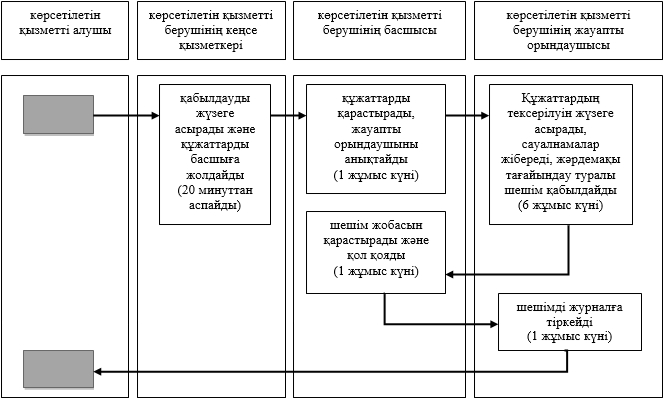 көрсетілетін
қызметті алушы
көрсетілетін қызметті
берушінің кеңсе
қызметкері
көрсетілетін қызметті
берушінің басшысы
көрсетілетін қызметті
берушінің жауапты
орындаушысы
қабылдауды
жүзеге
асырады және
құжаттарды
басшыға
жолдайды
(20 минуттан
аспайды)
құжаттарды
қарастырады,
жауапты
орындаушыны
анықтайды
(1 жұмыс күні)
Құжаттардың
тексерілуін жүзеге
асырады,
сауалнамалар
жібереді, жәрдемақы
тағайындау туралы
шешім қабылдайды
(6 жұмыс күні)
шешім жобасын
қарастырады және
қол қояды
(1 жұмыс күні)
шешімді журналға
тіркейді
(1 жұмыс күні)